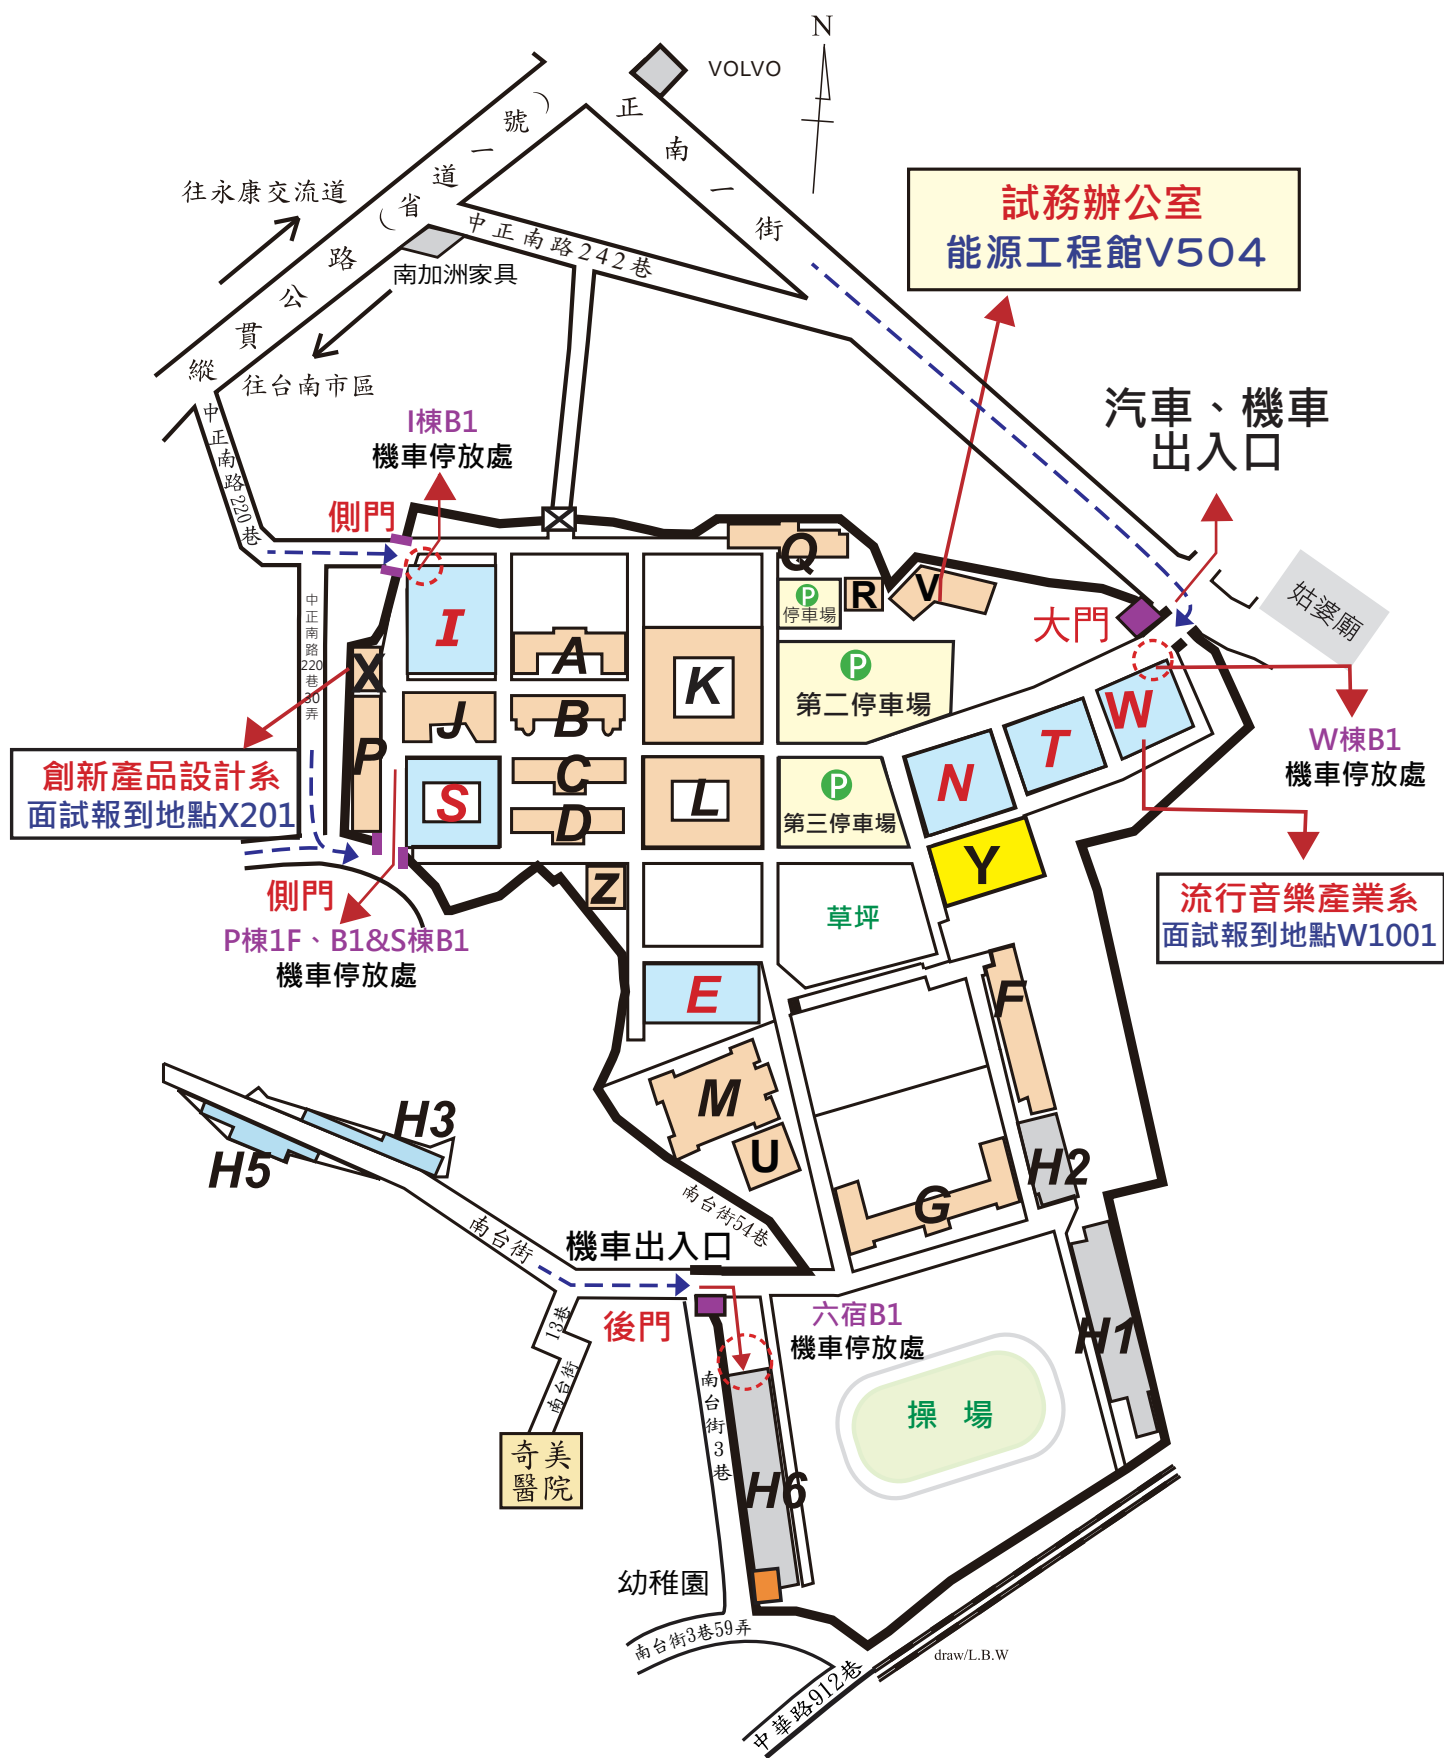 N
VOLVO
正南一街
縱貫公路(省道一號)
往永康交流道
中正南路242巷
南加洲家具
往台南市區
試務辦公室
能源工程館V504
汽車、機車
出入口
中正南路220巷
I棟B1
機車停放處
側門
Q
P
停車場
R
V
大門
姑婆廟
中正南路220巷30弄
I
A
K
X
P
第二停車場
W
J
B
T
W棟B1
機車停放處
創新產品設計系
面試報到地點X201
P
C
S
L
D
P
第三停車場
N
Y
側門
Z
草坪
流行音樂產業系
面試報到地點W1001
P棟1F、B1&S棟B1
機車停放處
E
F
M
U
H3
H5
H2
G
南台街54巷
南台街
機車出入口
後門
13巷
南台街
六宿B1
機車停放處
H1
南台街3巷
操 場
奇美
醫院
H6
幼稚園
南台街3巷59弄
draw/L.B.W
中華路912巷